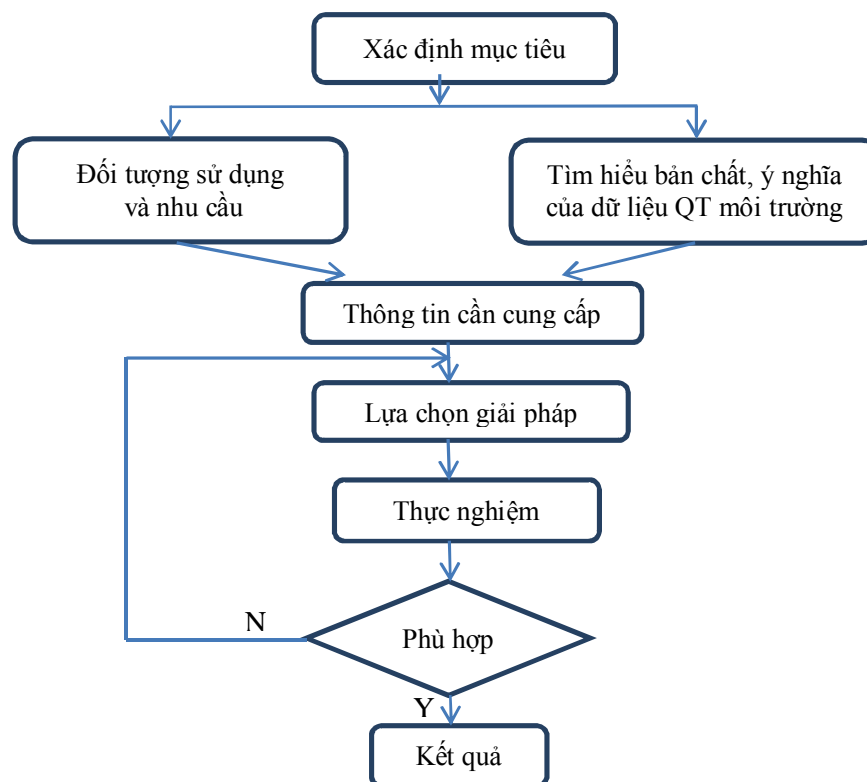 Xác định mục tiêu
Đối tượng sử dụng
và nhu cầu
Tìm hiểu bản chất, ý nghĩa
của dữ liệu QT môi trường
Thông tin cần cung cấp
Lựa chọn giải pháp
Thực nghiệm
N
Phù hợp
Y
Kết quả